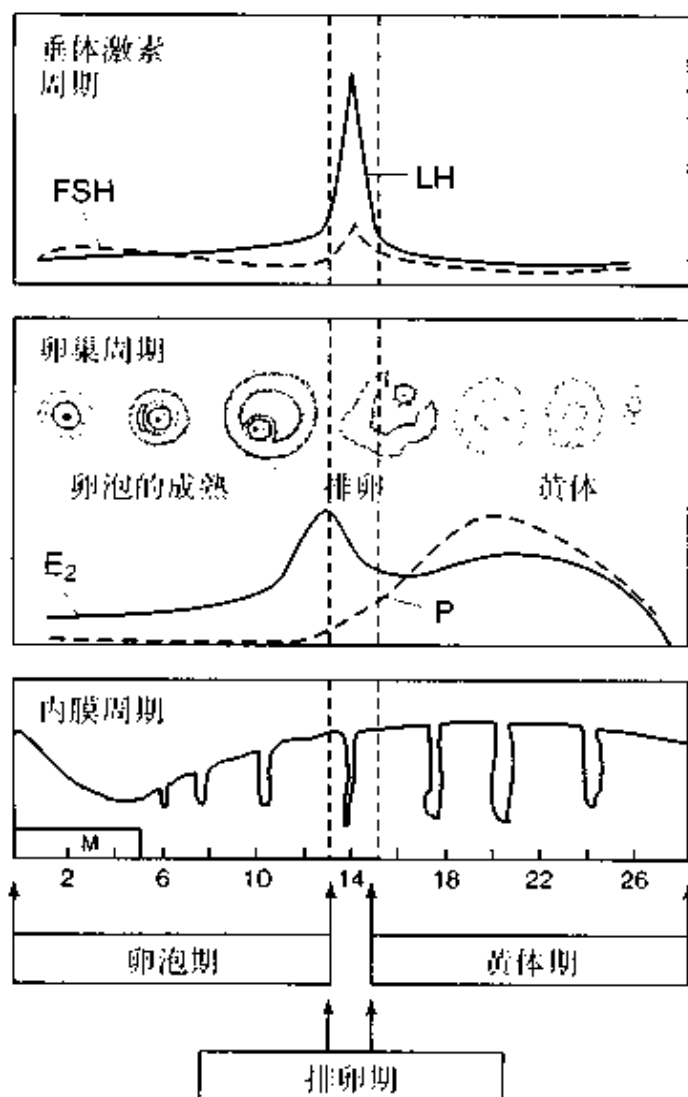 垂体激素
周期
LH
FSH
卵巢周期
卵泡的成熟 排卵 黄体
E₂
P
内膜周期
M
2 6 10 14 18 22 26
卵泡期 黄体期
排卵期